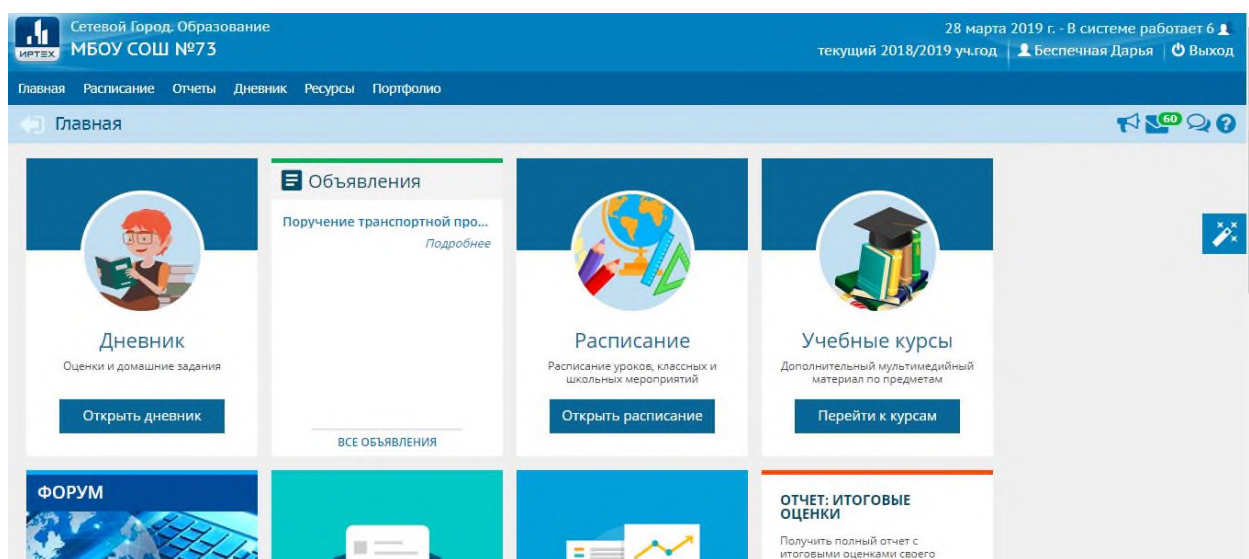 Сетевой Город. Образование
МБОУ СОШ №73
ИРТЕХ
28 марта 2019 г. - В системе работает 6
текущий 2018/2019 уч.год Беспечная Дарья Выход
Главная Расписание Отчеты Дневник Ресурсы Портфолио
Главная
60
Дневник
Оценки и домашние задания
Открыть дневник
Объявления
Поручение транспортной про...
Подробнее
ВСЕ ОБЪЯВЛЕНИЯ
Расписание
Расписание уроков, классных и
школьных мероприятий
Открыть расписание
Учебные курсы
Дополнительный мультимедийный
материал по предметам
Перейти к курсам
ФОРУМ
ОТЧЕТ: ИТОГОВЫЕ
ОЦЕНКИ
Получить полный отчет с
итоговыми оценками своего